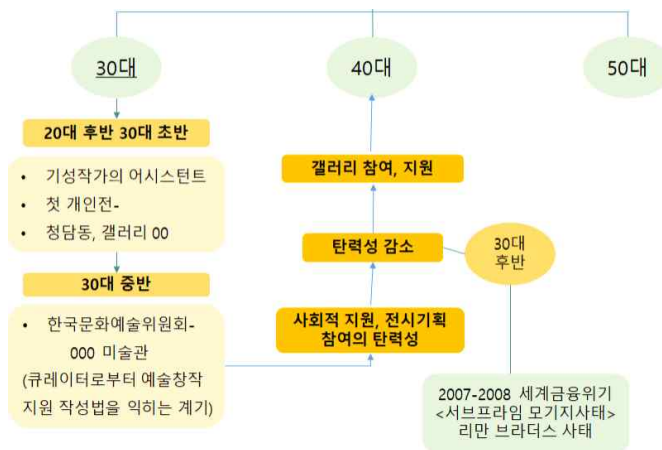 30대
40대
50대
20대 후반 30대 초반
• 기성작가의 어시스턴트
• 첫 개인전-
• 청담동, 갤러리 00
30대 중반
• 한국문화예술위원회-
000 미술관
(큐레이터로부터 예술창작
지원 작성법을 익히는 계기)
갤러리 참여, 지원
탄력성 감소
30대
후반
사회적 지원, 전시기획
참여의 탄력성
2007-2008 세계금융위기
<서브프라임 모기지사태>
리만 브라더스 사태